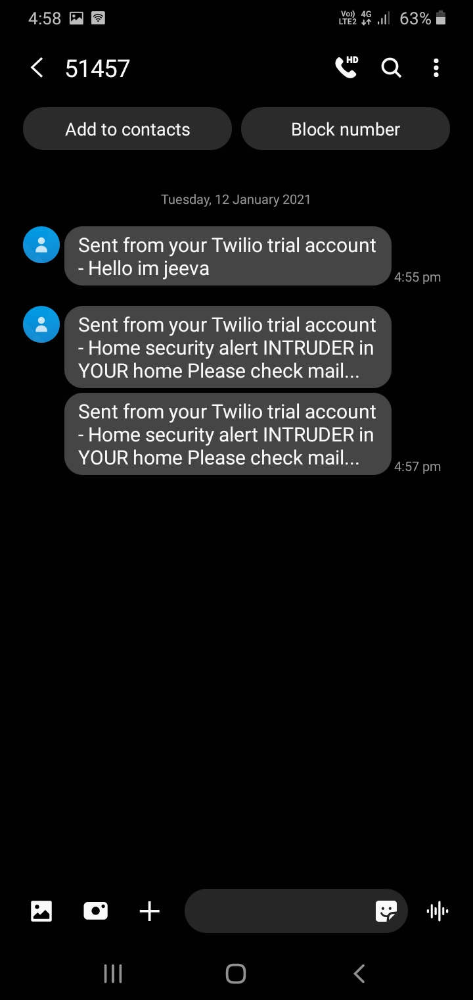 4:58 Vo)) LTE2 4G 63%
51457 HD
Add to contacts Block number
Tuesday, 12 January 2021
Sent from your Twilio trial account
- Hello im jeeva
4:55 pm
Sent from your Twilio trial account
- Home security alert INTRUDER in
YOUR home Please check mail...
Sent from your Twilio trial account
- Home security alert INTRUDER in
YOUR home Please check mail...
4:57 pm